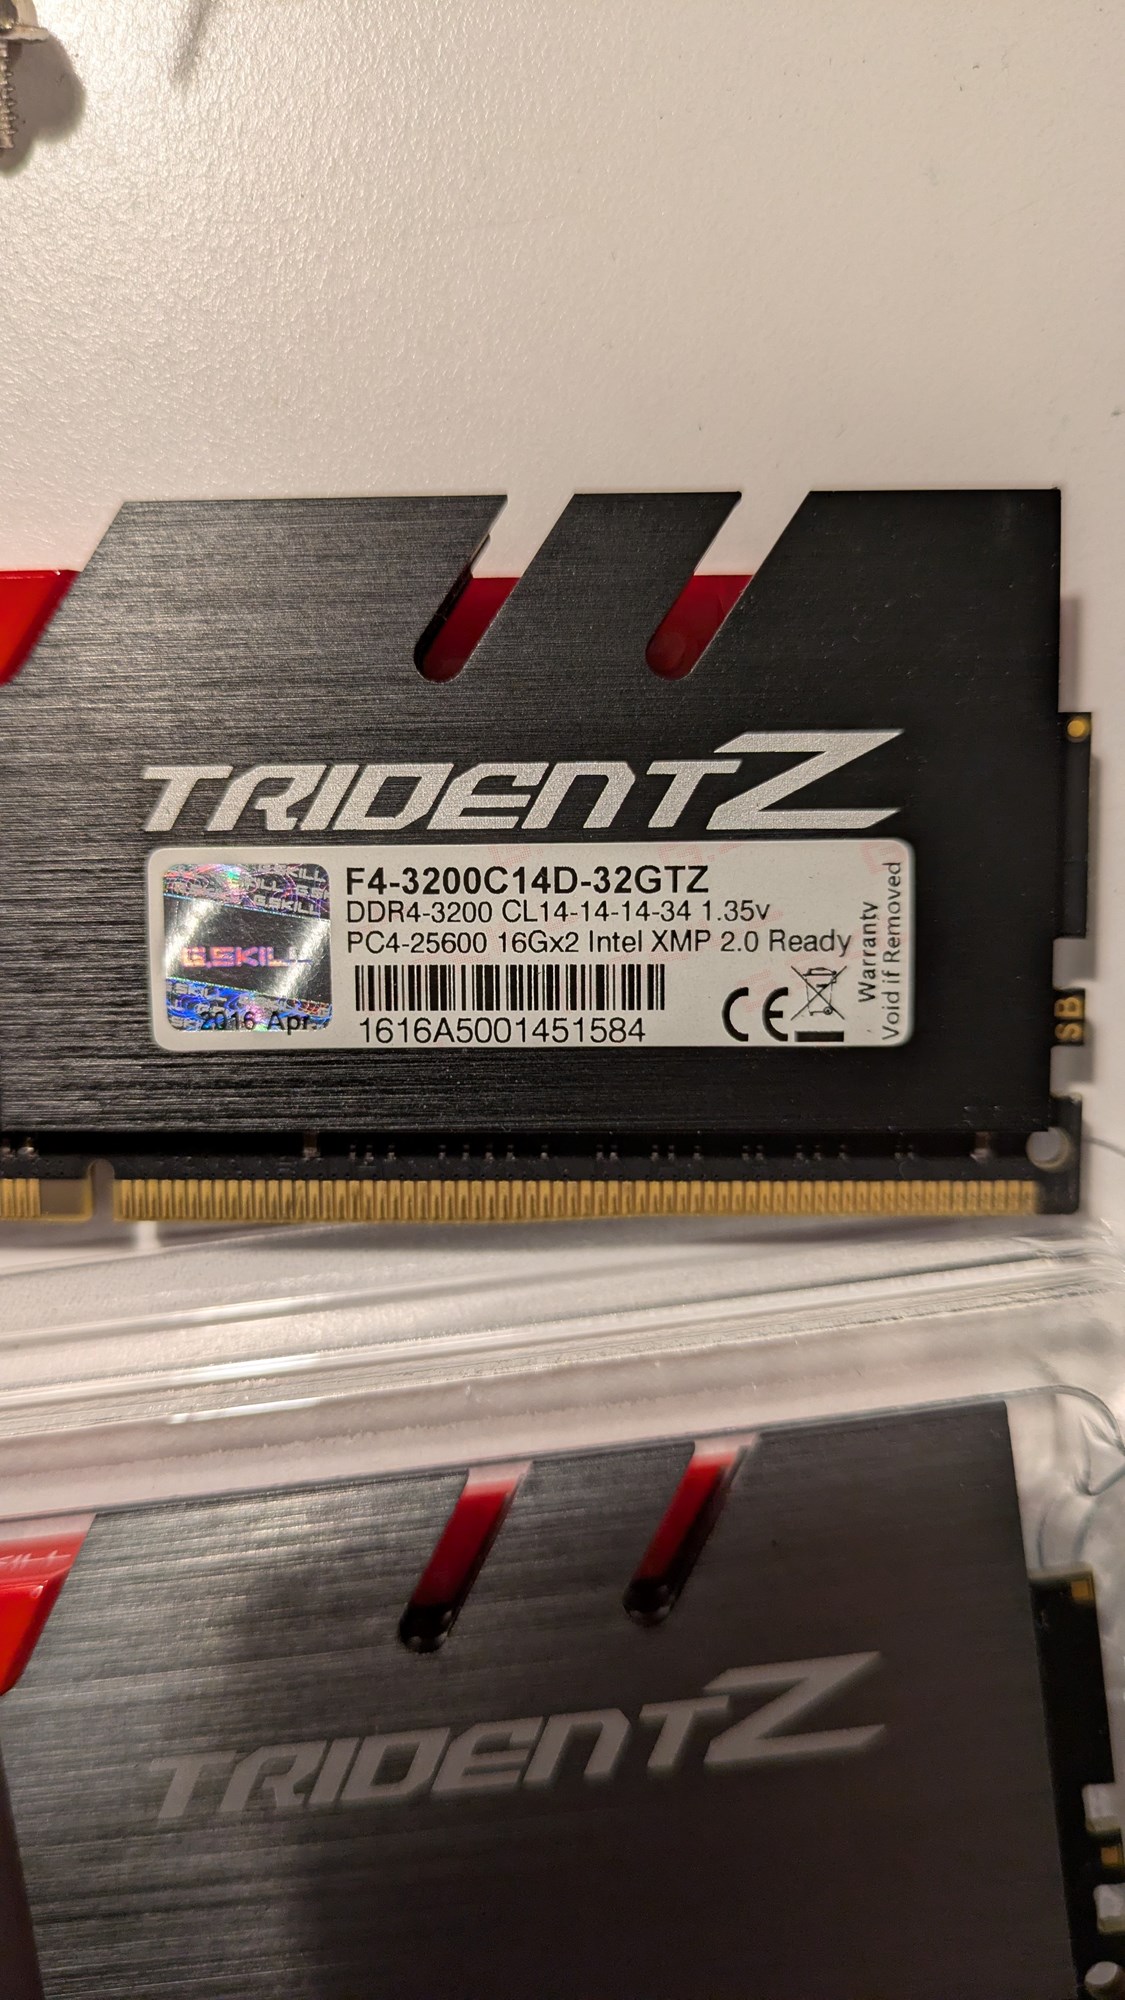 TRIDENTZ
F4-3200C14D-32GTZ
DDR4-3200 CL14-14-14-34 1.35v
PC4-25600 16Gx2 Intel XMP 2.0 Ready
1616A5001451584
G.SKILL
2016 Apr.
CE
Warranty
Void if Removed
SB
TRIDENTZ